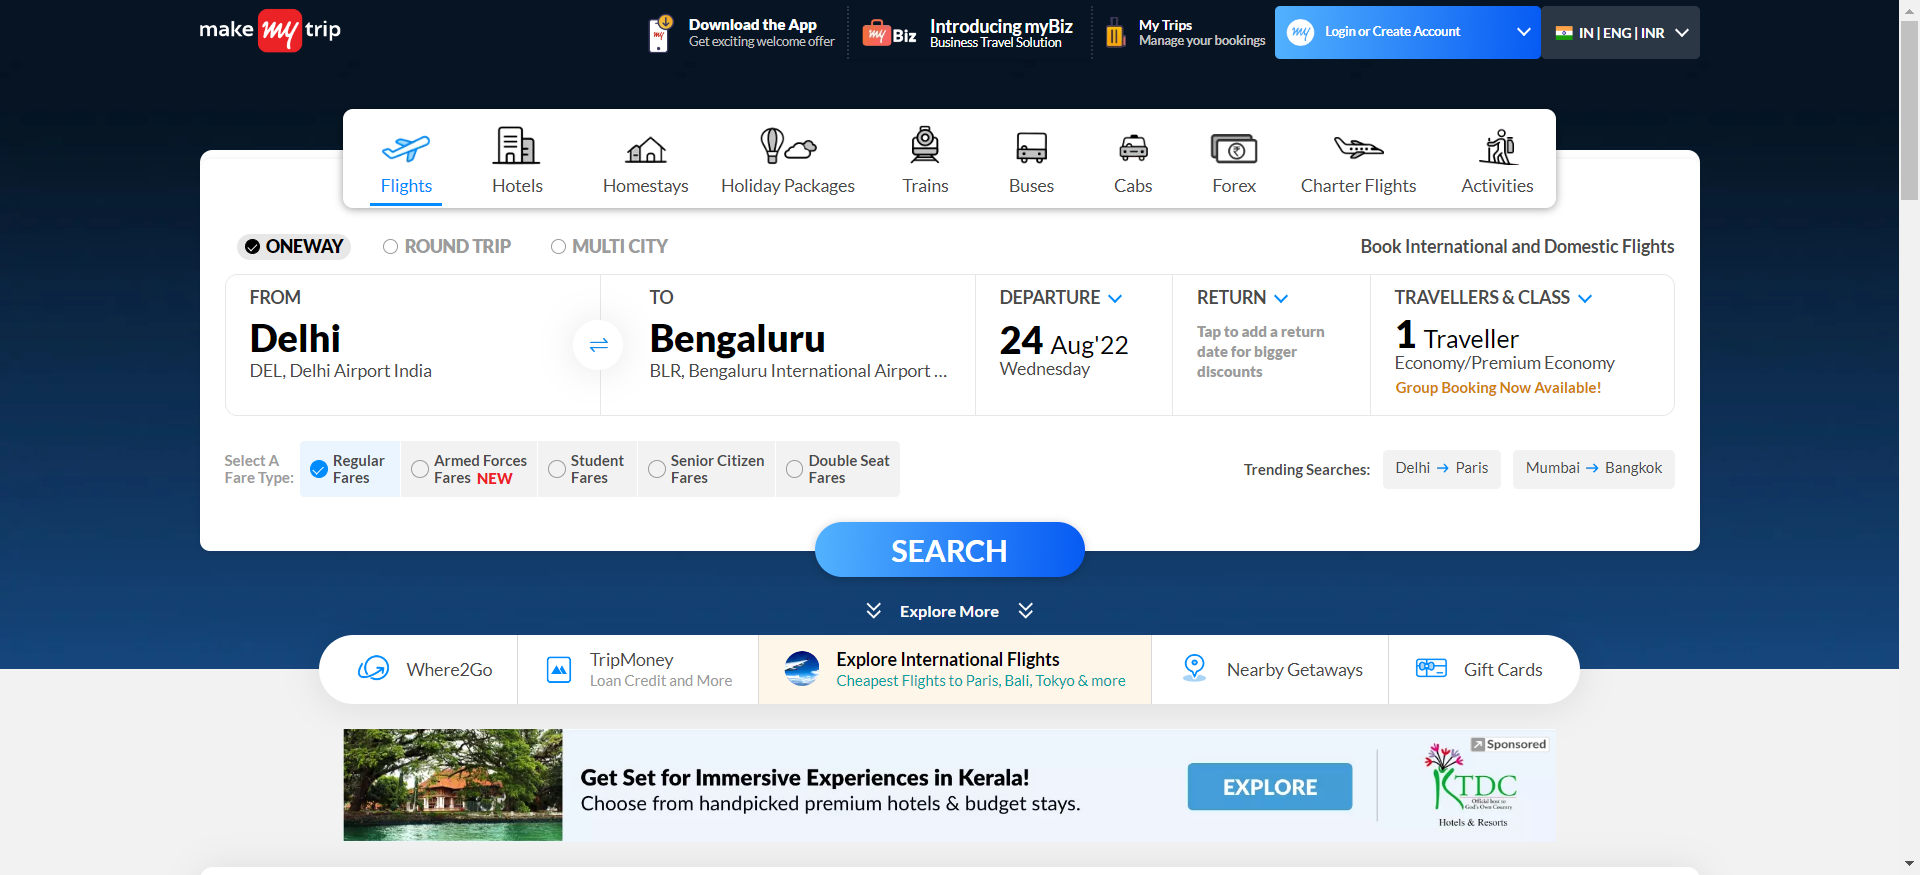 make my trip
Download the App
Get exciting welcome offer
my Biz
Introducing myBiz
Business Travel Solution
My Trips
Manage your bookings
my
Login or Create Account
IN | ENG | INR
Flights
Hotels
Homestays
Holiday Packages
Trains
Buses
Cabs
Forex
Charter Flights
Activities
ONEWAY
ROUND TRIP
MULTI CITY
Book International and Domestic Flights
FROM
Delhi
DEL, Delhi Airport India
TO
Bengaluru
BLR, Bengaluru International Airport ...
DEPARTURE
24 Aug'22
Wednesday
RETURN
Tap to add a return
date for bigger
discounts
TRAVELLERS & CLASS
1 Traveller
Economy/Premium Economy
Group Booking Now Available!
Select A
Fare Type:
Regular
Fares
Armed Forces
Fares NEW
Student
Fares
Senior Citizen
Fares
Double Seat
Fares
Trending Searches:
Delhi → Paris
Mumbai → Bangkok
SEARCH
Explore More
Where2Go
TripMoney
Loan Credit and More
Explore International Flights
Cheapest Flights to Paris, Bali, Tokyo & more
Nearby Getaways
Gift Cards
Get Set for Immersive Experiences in Kerala!
Choose from handpicked premium hotels & budget stays.
EXPLORE
Sponsored
KTDC
Official host to
God's Own Country
Hotels & Resorts